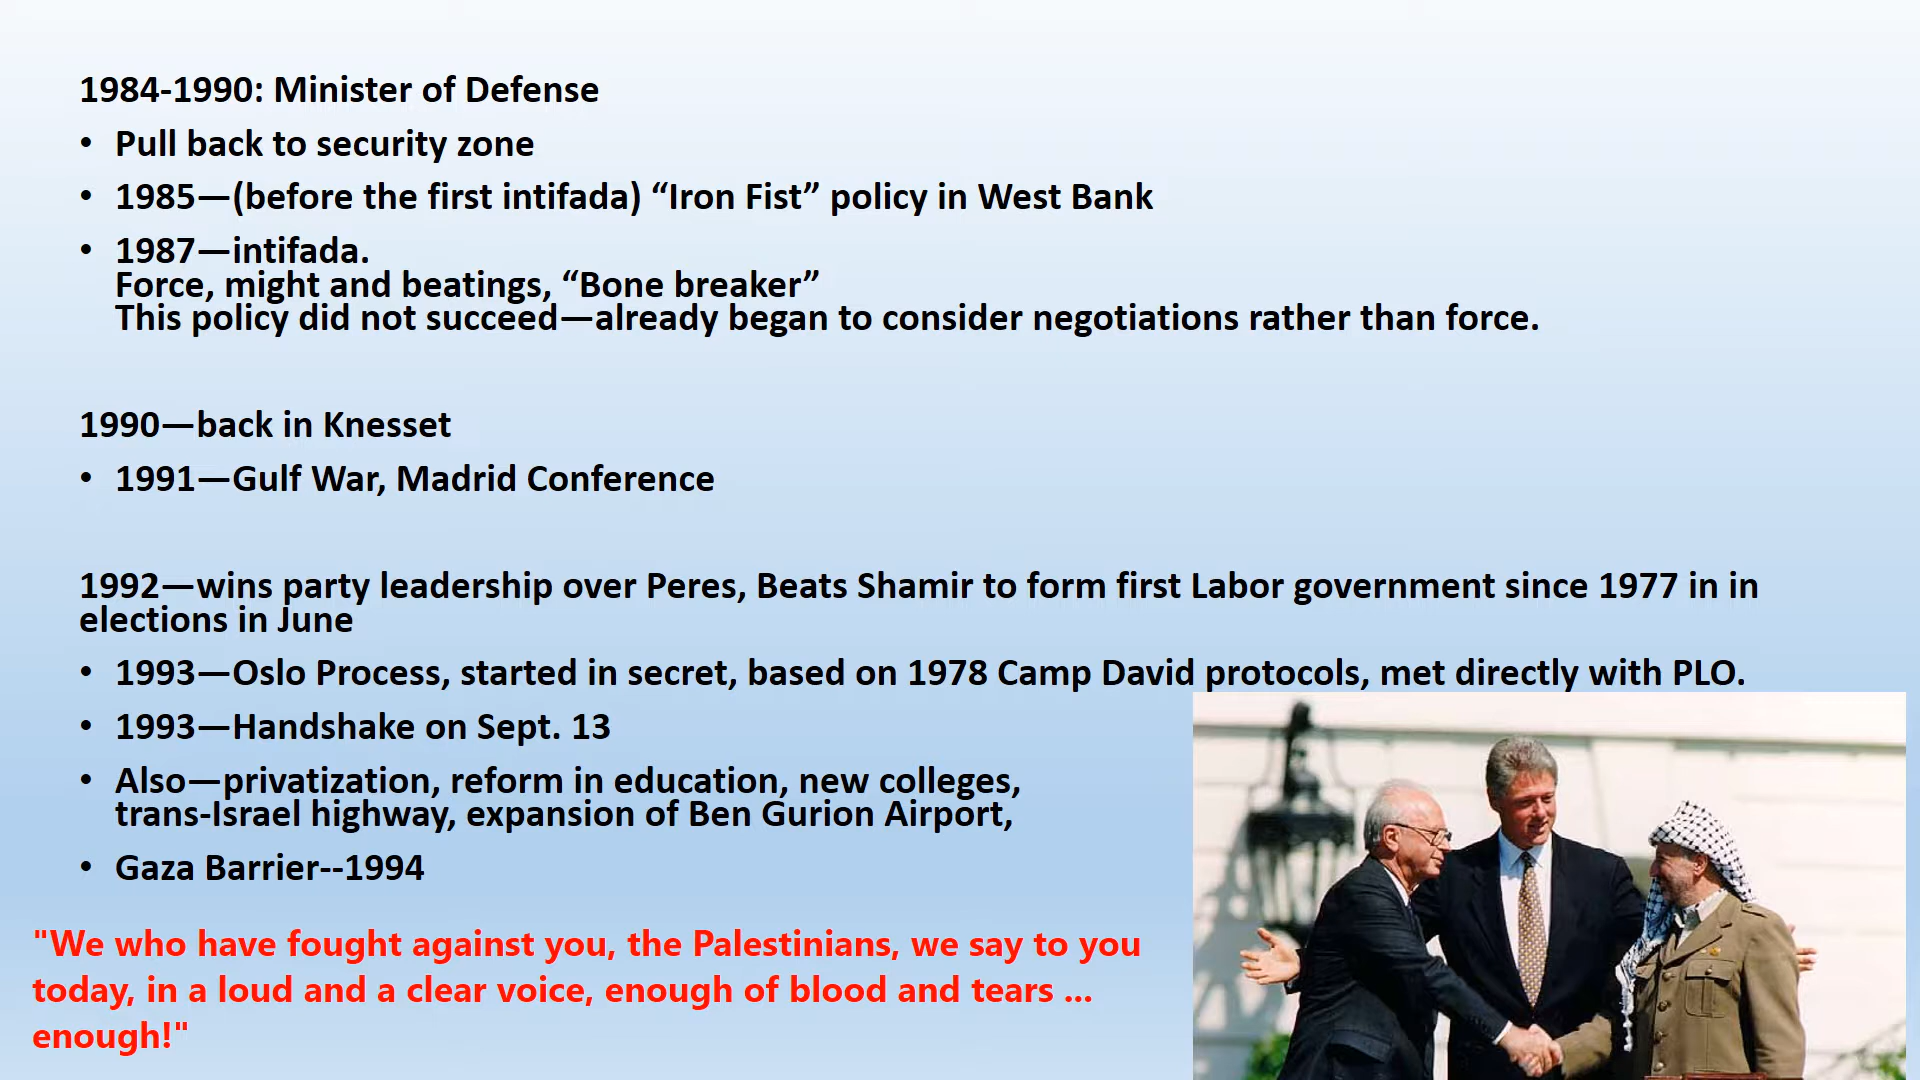 1984-1990: Minister of Defense
• Pull back to security zone
• 1985—(before the first intifada) “Iron Fist” policy in West Bank
• 1987—intifada.
Force, might and beatings, “Bone breaker”
This policy did not succeed—already began to consider negotiations rather than force.
1990—back in Knesset
• 1991—Gulf War, Madrid Conference
1992—wins party leadership over Peres, Beats Shamir to form first Labor government since 1977 in in
elections in June
• 1993—Oslo Process, started in secret, based on 1978 Camp David protocols, met directly with PLO.
• 1993—Handshake on Sept. 13
• Also—privatization, reform in education, new colleges,
trans-Israel highway, expansion of Ben Gurion Airport,
• Gaza Barrier--1994
"We who have fought against you, the Palestinians, we say to you
today, in a loud and a clear voice, enough of blood and tears ...
enough!"